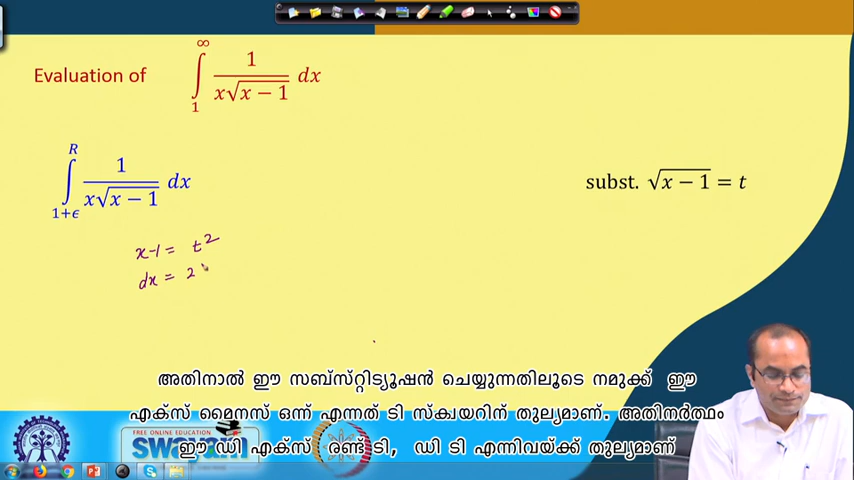 Evaluation of ∫_1^∞ 1/(x√(x−1)) dx
∫_{1+ϵ}^R 1/(x√(x−1)) dx
subst. √(x−1) = t
x-1 = t²
dx = 2
അതിനാൽ ഈ സബ്സ്റ്റിട്യൂഷൻ ചെയ്യുന്നതിലൂടെ നമുക്ക് ഈ
എക്സ് മൈനസ് ഒന്ന് എന്നത് ടി സ്ക്വയറിന് തുല്യമാണ്. അതിനർത്ഥം
ഈ ഡി എക്സ് രണ്ട് ടി, ഡി ടി എന്നിവയ്ക്ക് തുല്യമാണ്
FREE ONLINE EDUCATION
swayam